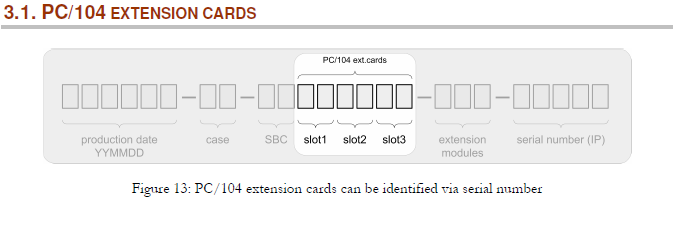 3.1. PC/104 EXTENSION CARDS
PC/104 ext.cards
production date
YYMMDD
case
SBC
slot1
slot2
slot3
extension
modules
serial number (IP)
Figure 13: PC/104 extension cards can be identified via serial number